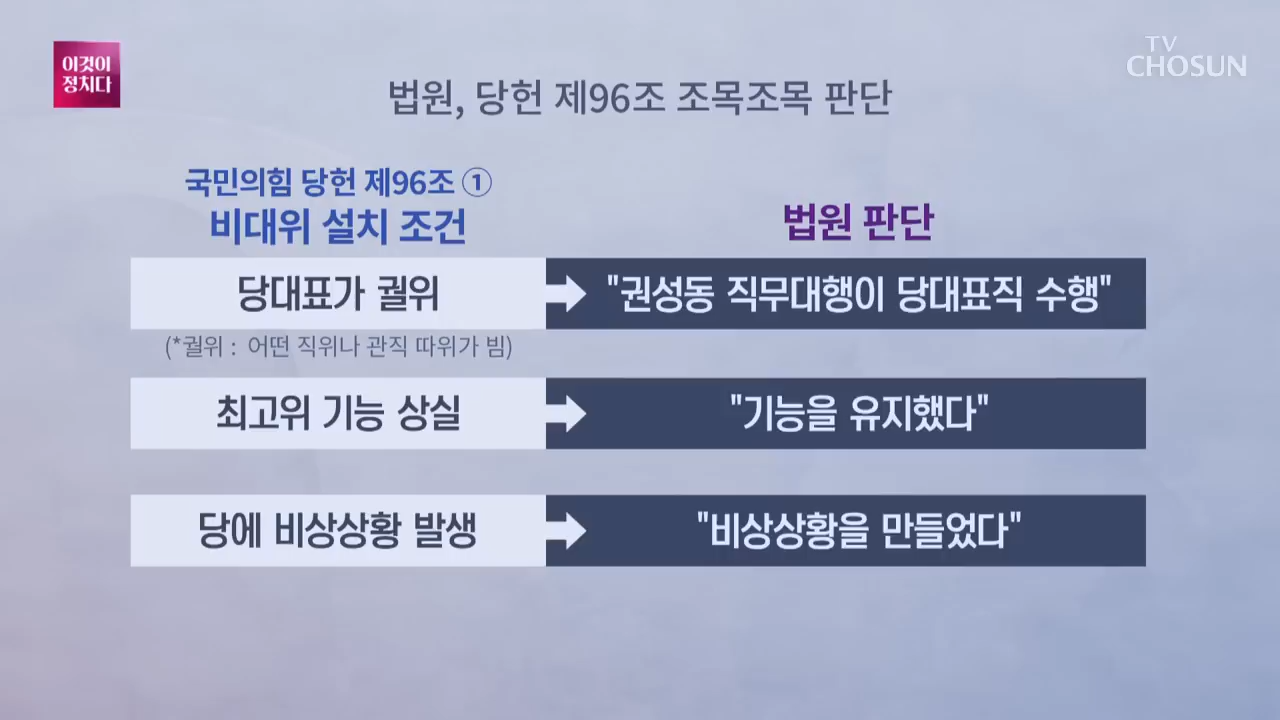 이것이
정치다
TV
CHOSUN
법원, 당헌 제96조 조목조목 판단
국민의힘 당헌 제96조 ①
비대위 설치 조건
법원 판단
당대표가 궐위
"권성동 직무대행이 당대표직 수행"
(*궐위 : 어떤 직위나 관직 따위가 빔)
최고위 기능 상실
"기능을 유지했다"
당에 비상상황 발생
"비상상황을 만들었다"